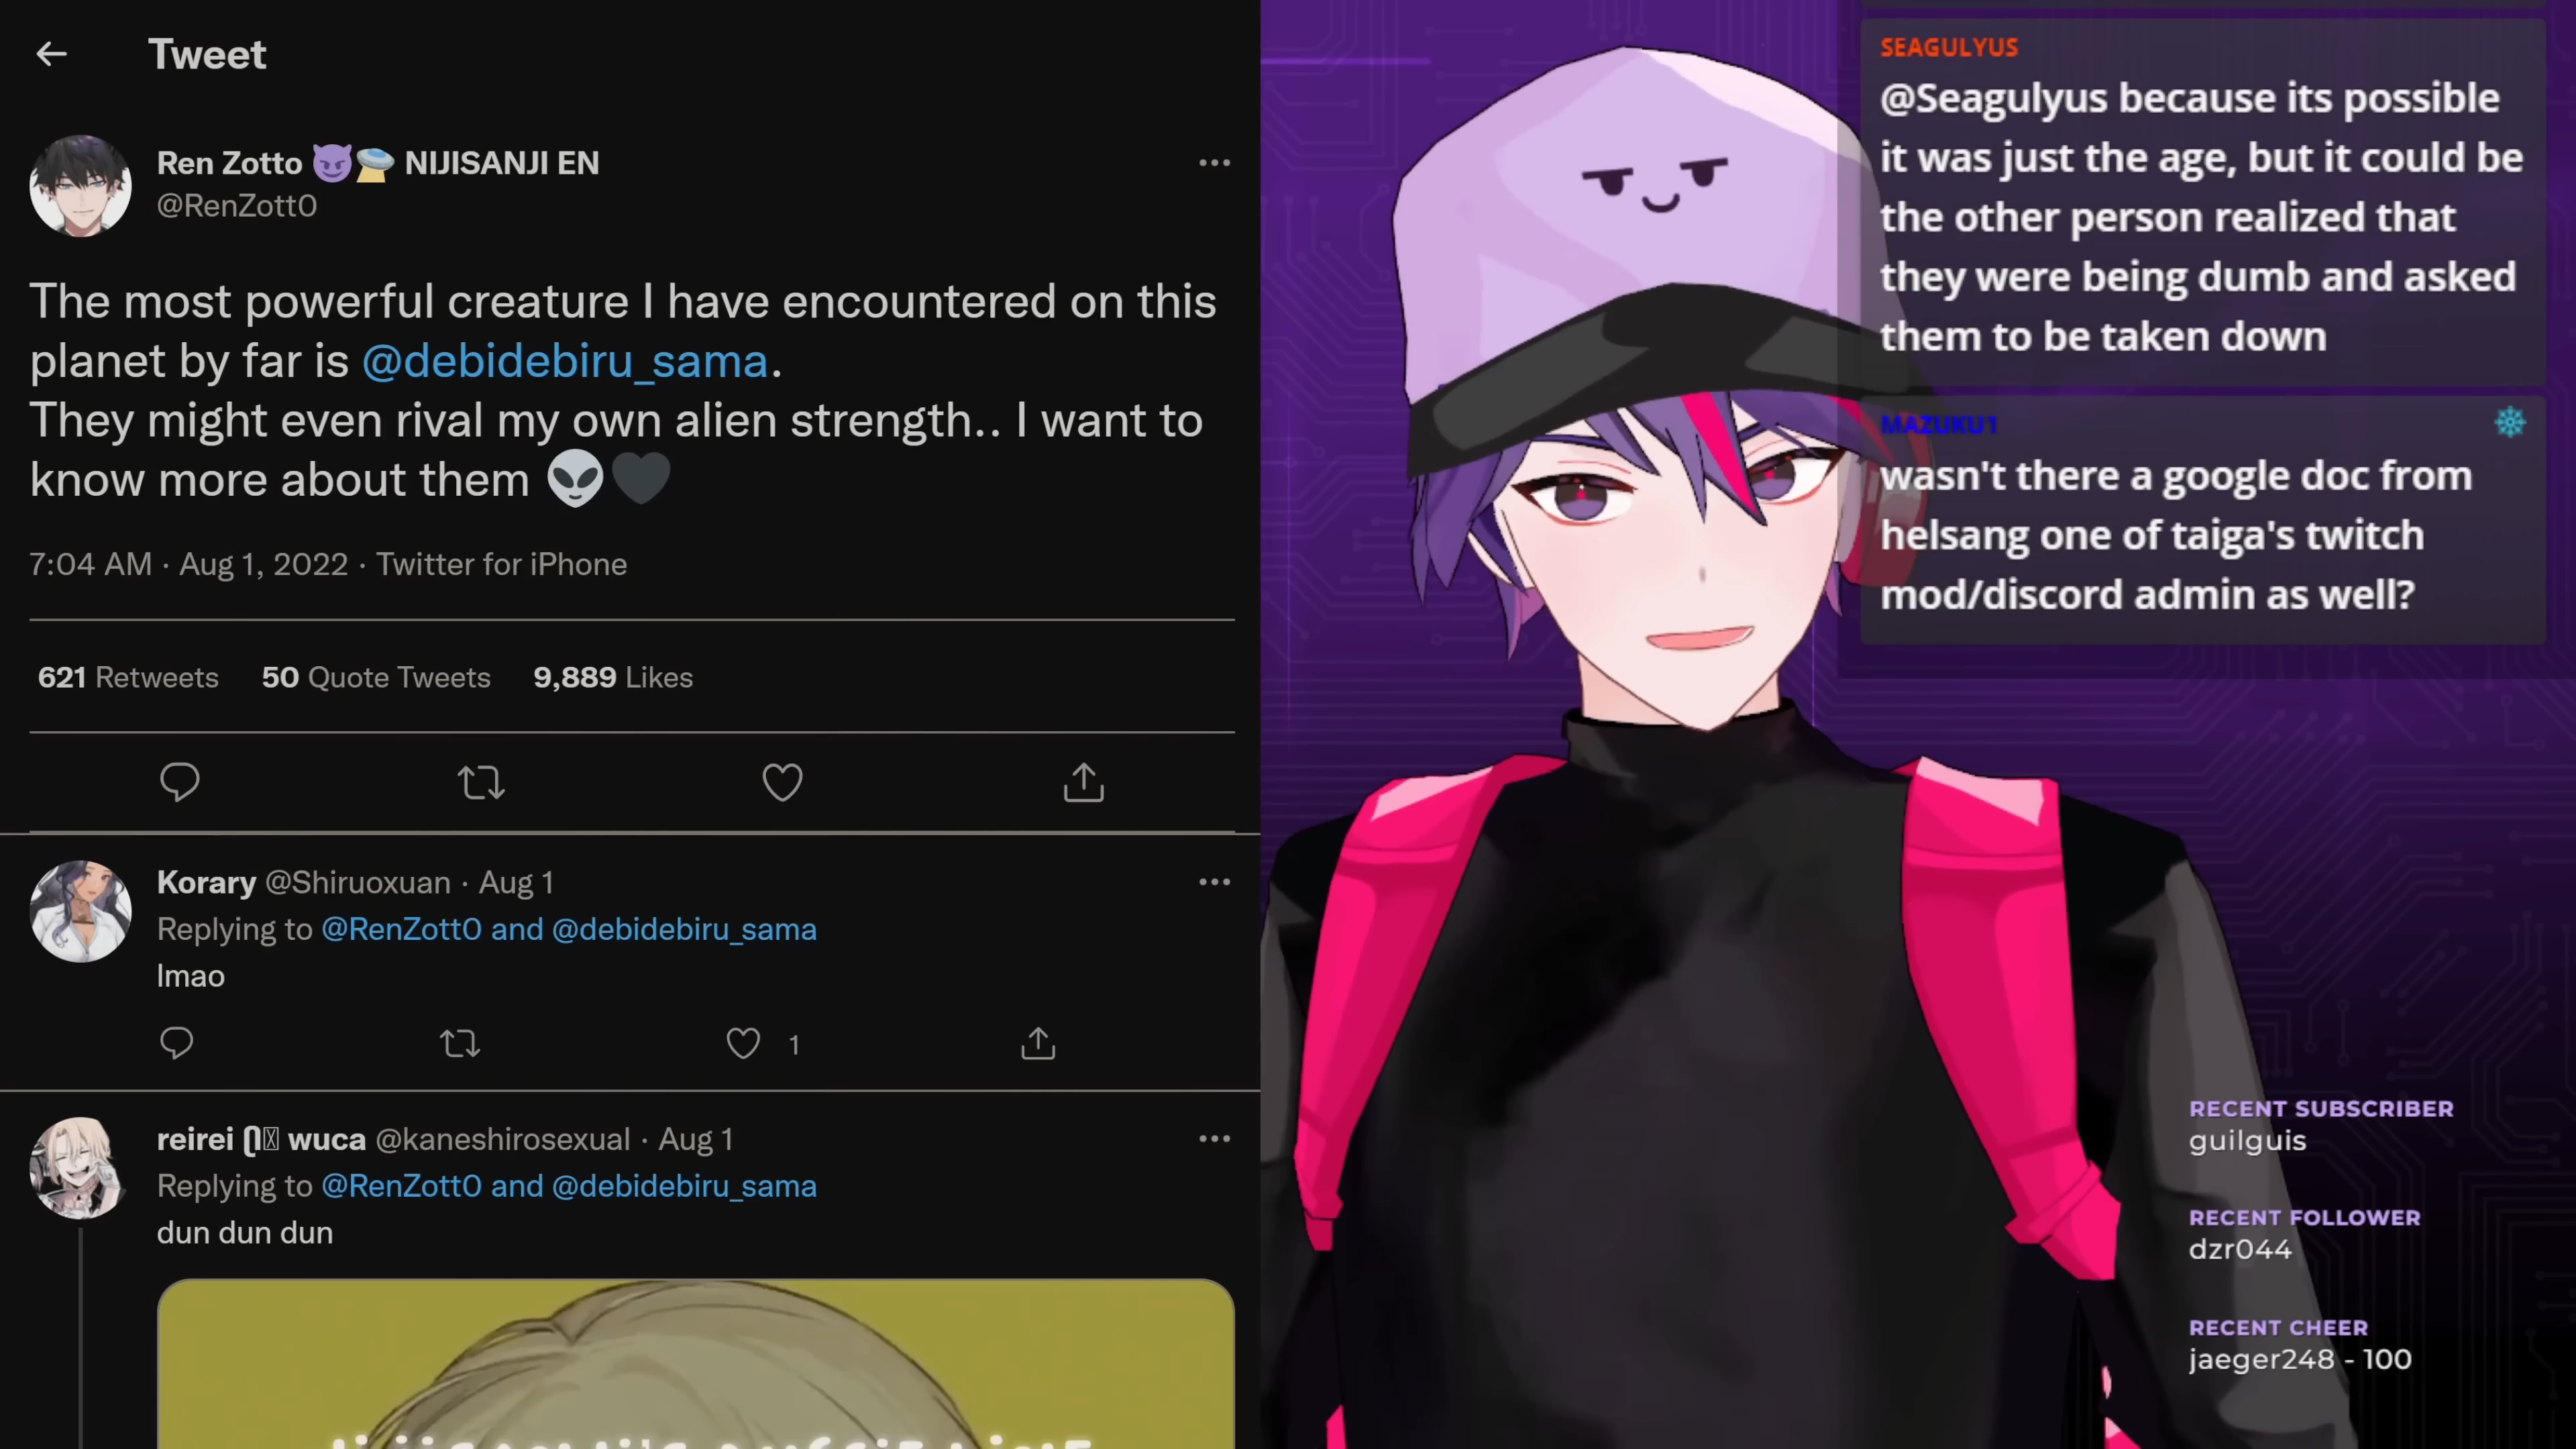 Tweet
Ren Zotto 😈🛸 NIJISANJI EN
@RenZott0
The most powerful creature I have encountered on this
planet by far is @debidebiru_sama.
They might even rival my own alien strength.. I want to
know more about them 👽🖤
7:04 AM · Aug 1, 2022 · Twitter for iPhone
621 Retweets 50 Quote Tweets 9,889 Likes
Korary @Shiruoxuan · Aug 1
Replying to @RenZott0 and @debidebiru_sama
lmao
1
reirei wuca @kaneshirosexual · Aug 1
Replying to @RenZott0 and @debidebiru_sama
dun dun dun
SEAGULYUS
@Seagulyus because its possible
it was just the age, but it could be
the other person realized that
they were being dumb and asked
them to be taken down
MAZUKU1
wasn't there a google doc from
helsang one of taiga's twitch
mod/discord admin as well?
RECENT SUBSCRIBER
guilguis
RECENT FOLLOWER
dzr044
RECENT CHEER
jaeger248 - 100